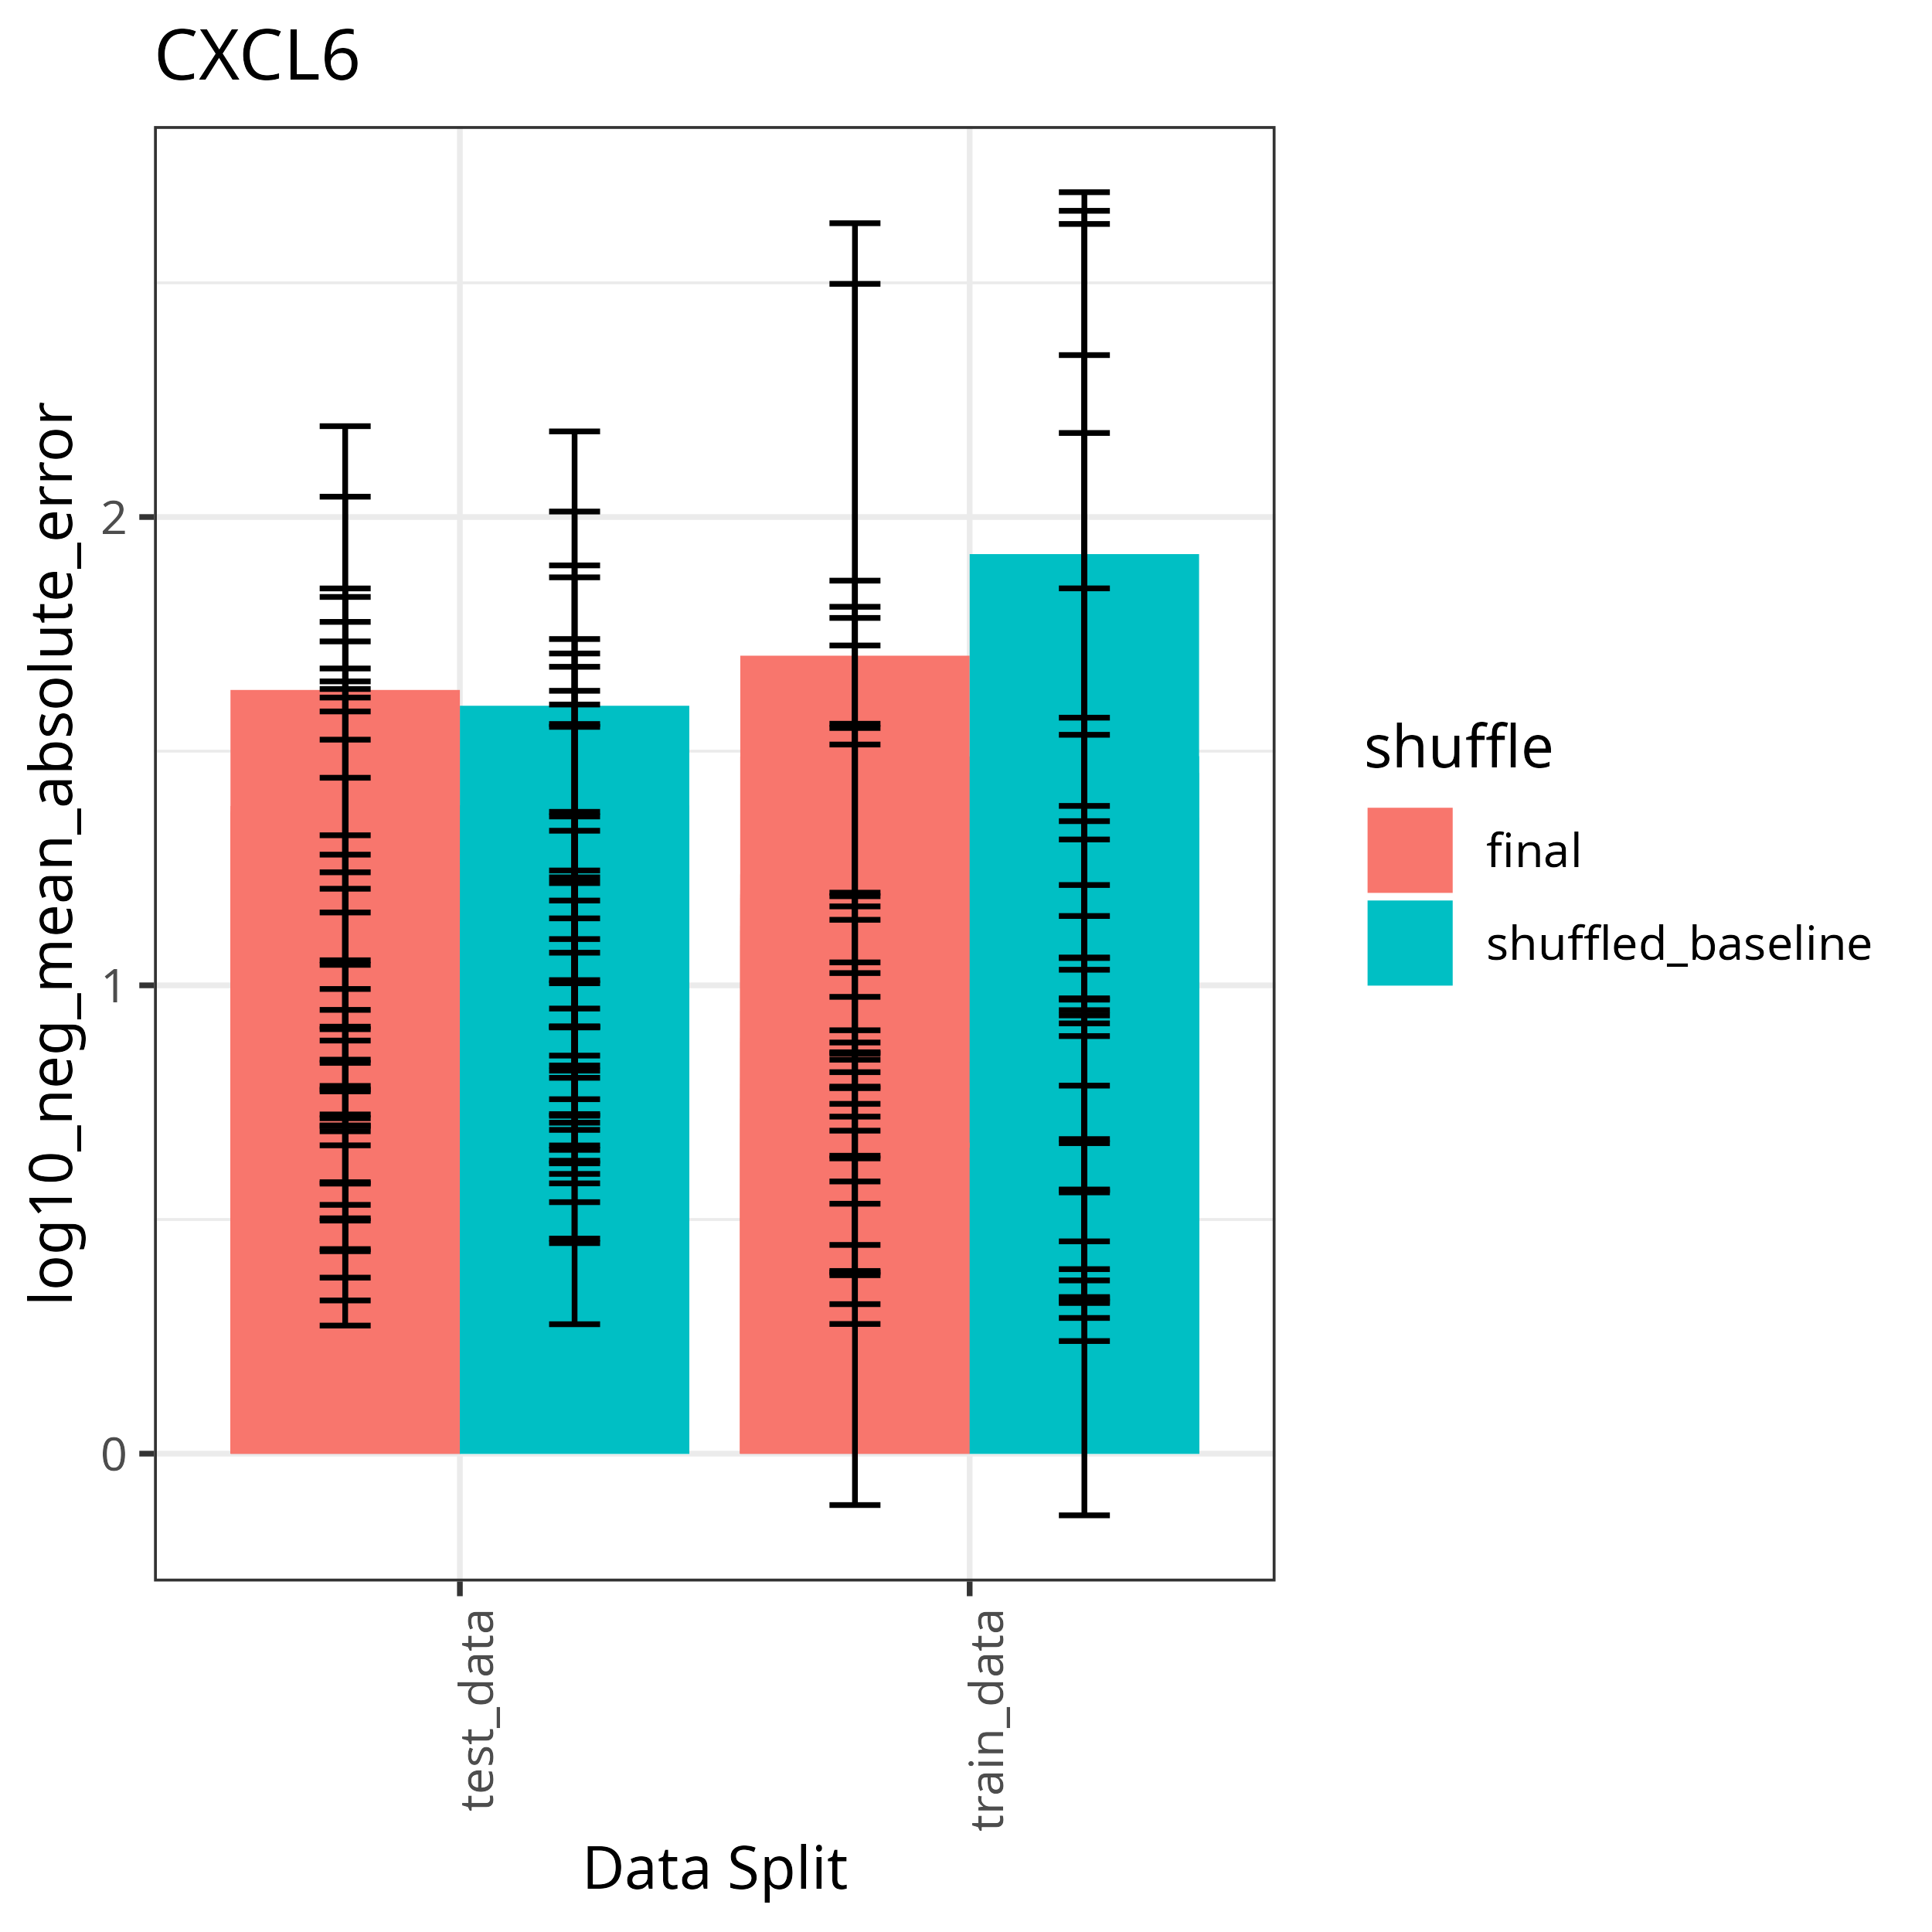 CXCL6
log10_neg_mean_absolute_error
2
1
0
test_data
train_data
Data Split
shuffle
final
shuffled_baseline